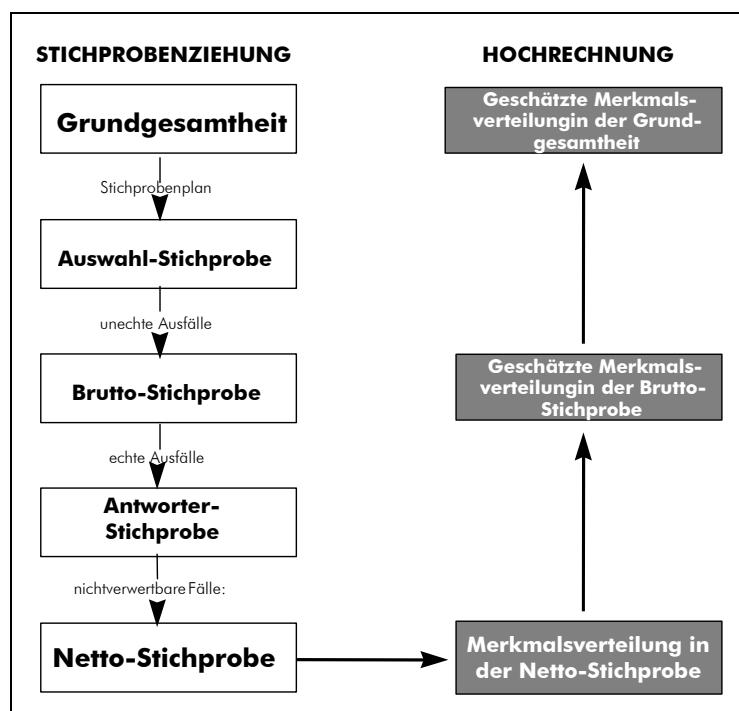 STICHPROBENZIEHUNG
Grundgesamtheit
Stichprobenplan
Auswahl-Stichprobe
unechte Ausfälle
Brutto-Stichprobe
echte Ausfälle
Antworter-
Stichprobe
nichtverwertbare Fälle:
Netto-Stichprobe
HOCHRECHNUNG
Geschätzte Merkmals-
verteilungin der Grund-
gesamtheit
Geschätzte Merkmals-
verteilungin der Brutto-
Stichprobe
Merkmalsverteilung in
der Netto-Stichprobe